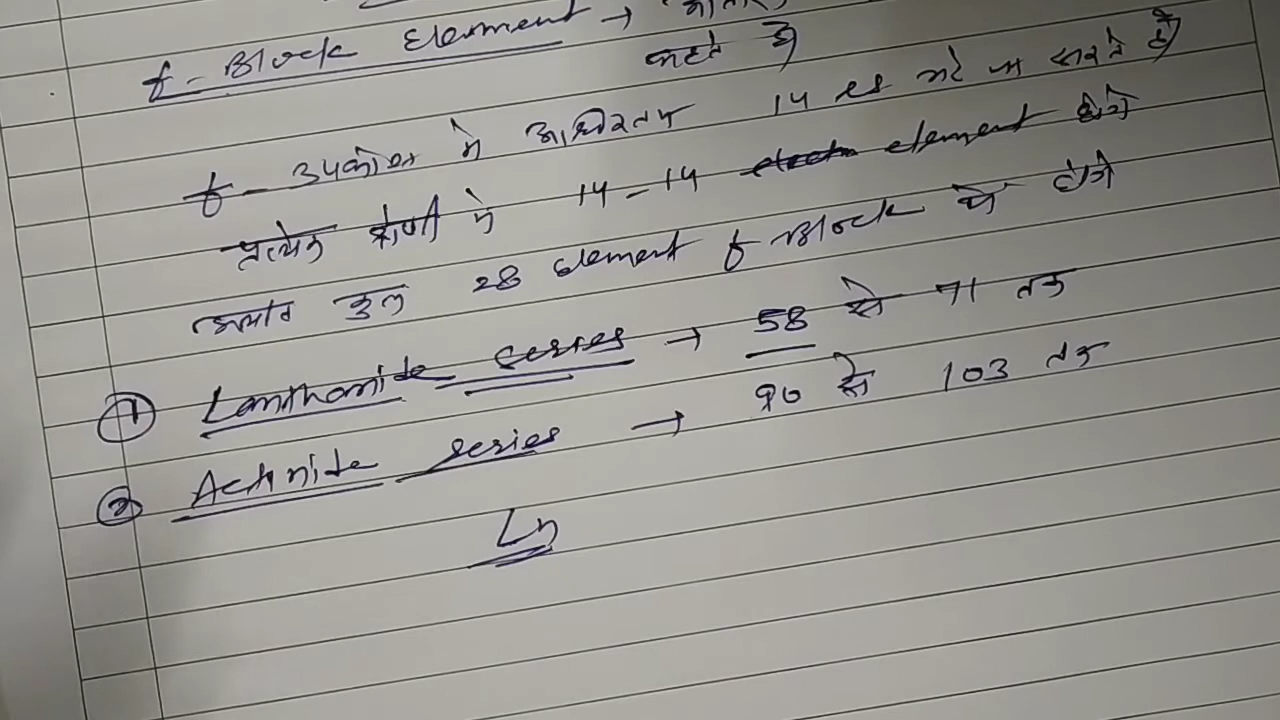 f-Block Element →
कहते है
f-उपकोश मे अधिकतम 14 es भरे जा सकते है
प्रत्येक श्रेणी मे 14-14 element होंगे
अर्थात कुल 28 Element f Block मे होंगे
① Lanthanide series → 58 से 71 तक
② Actinide series → 90 से 103 तक
Ln